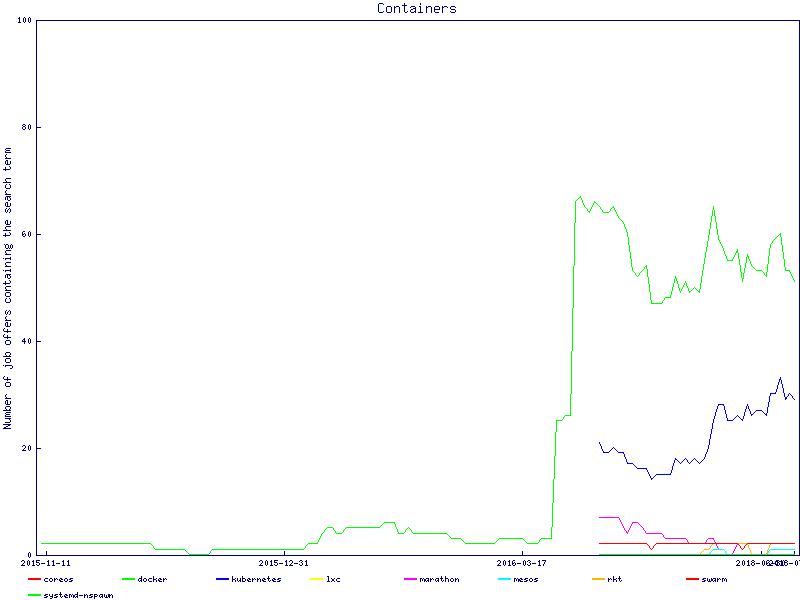 Containers
Number of job offers containing the search term
100
80
60
40
20
0
2015-11-11 2015-12-31 2016-03-17
coreos docker kubernetes lxc marathon mesos rkt swarm
systemd-nspawn